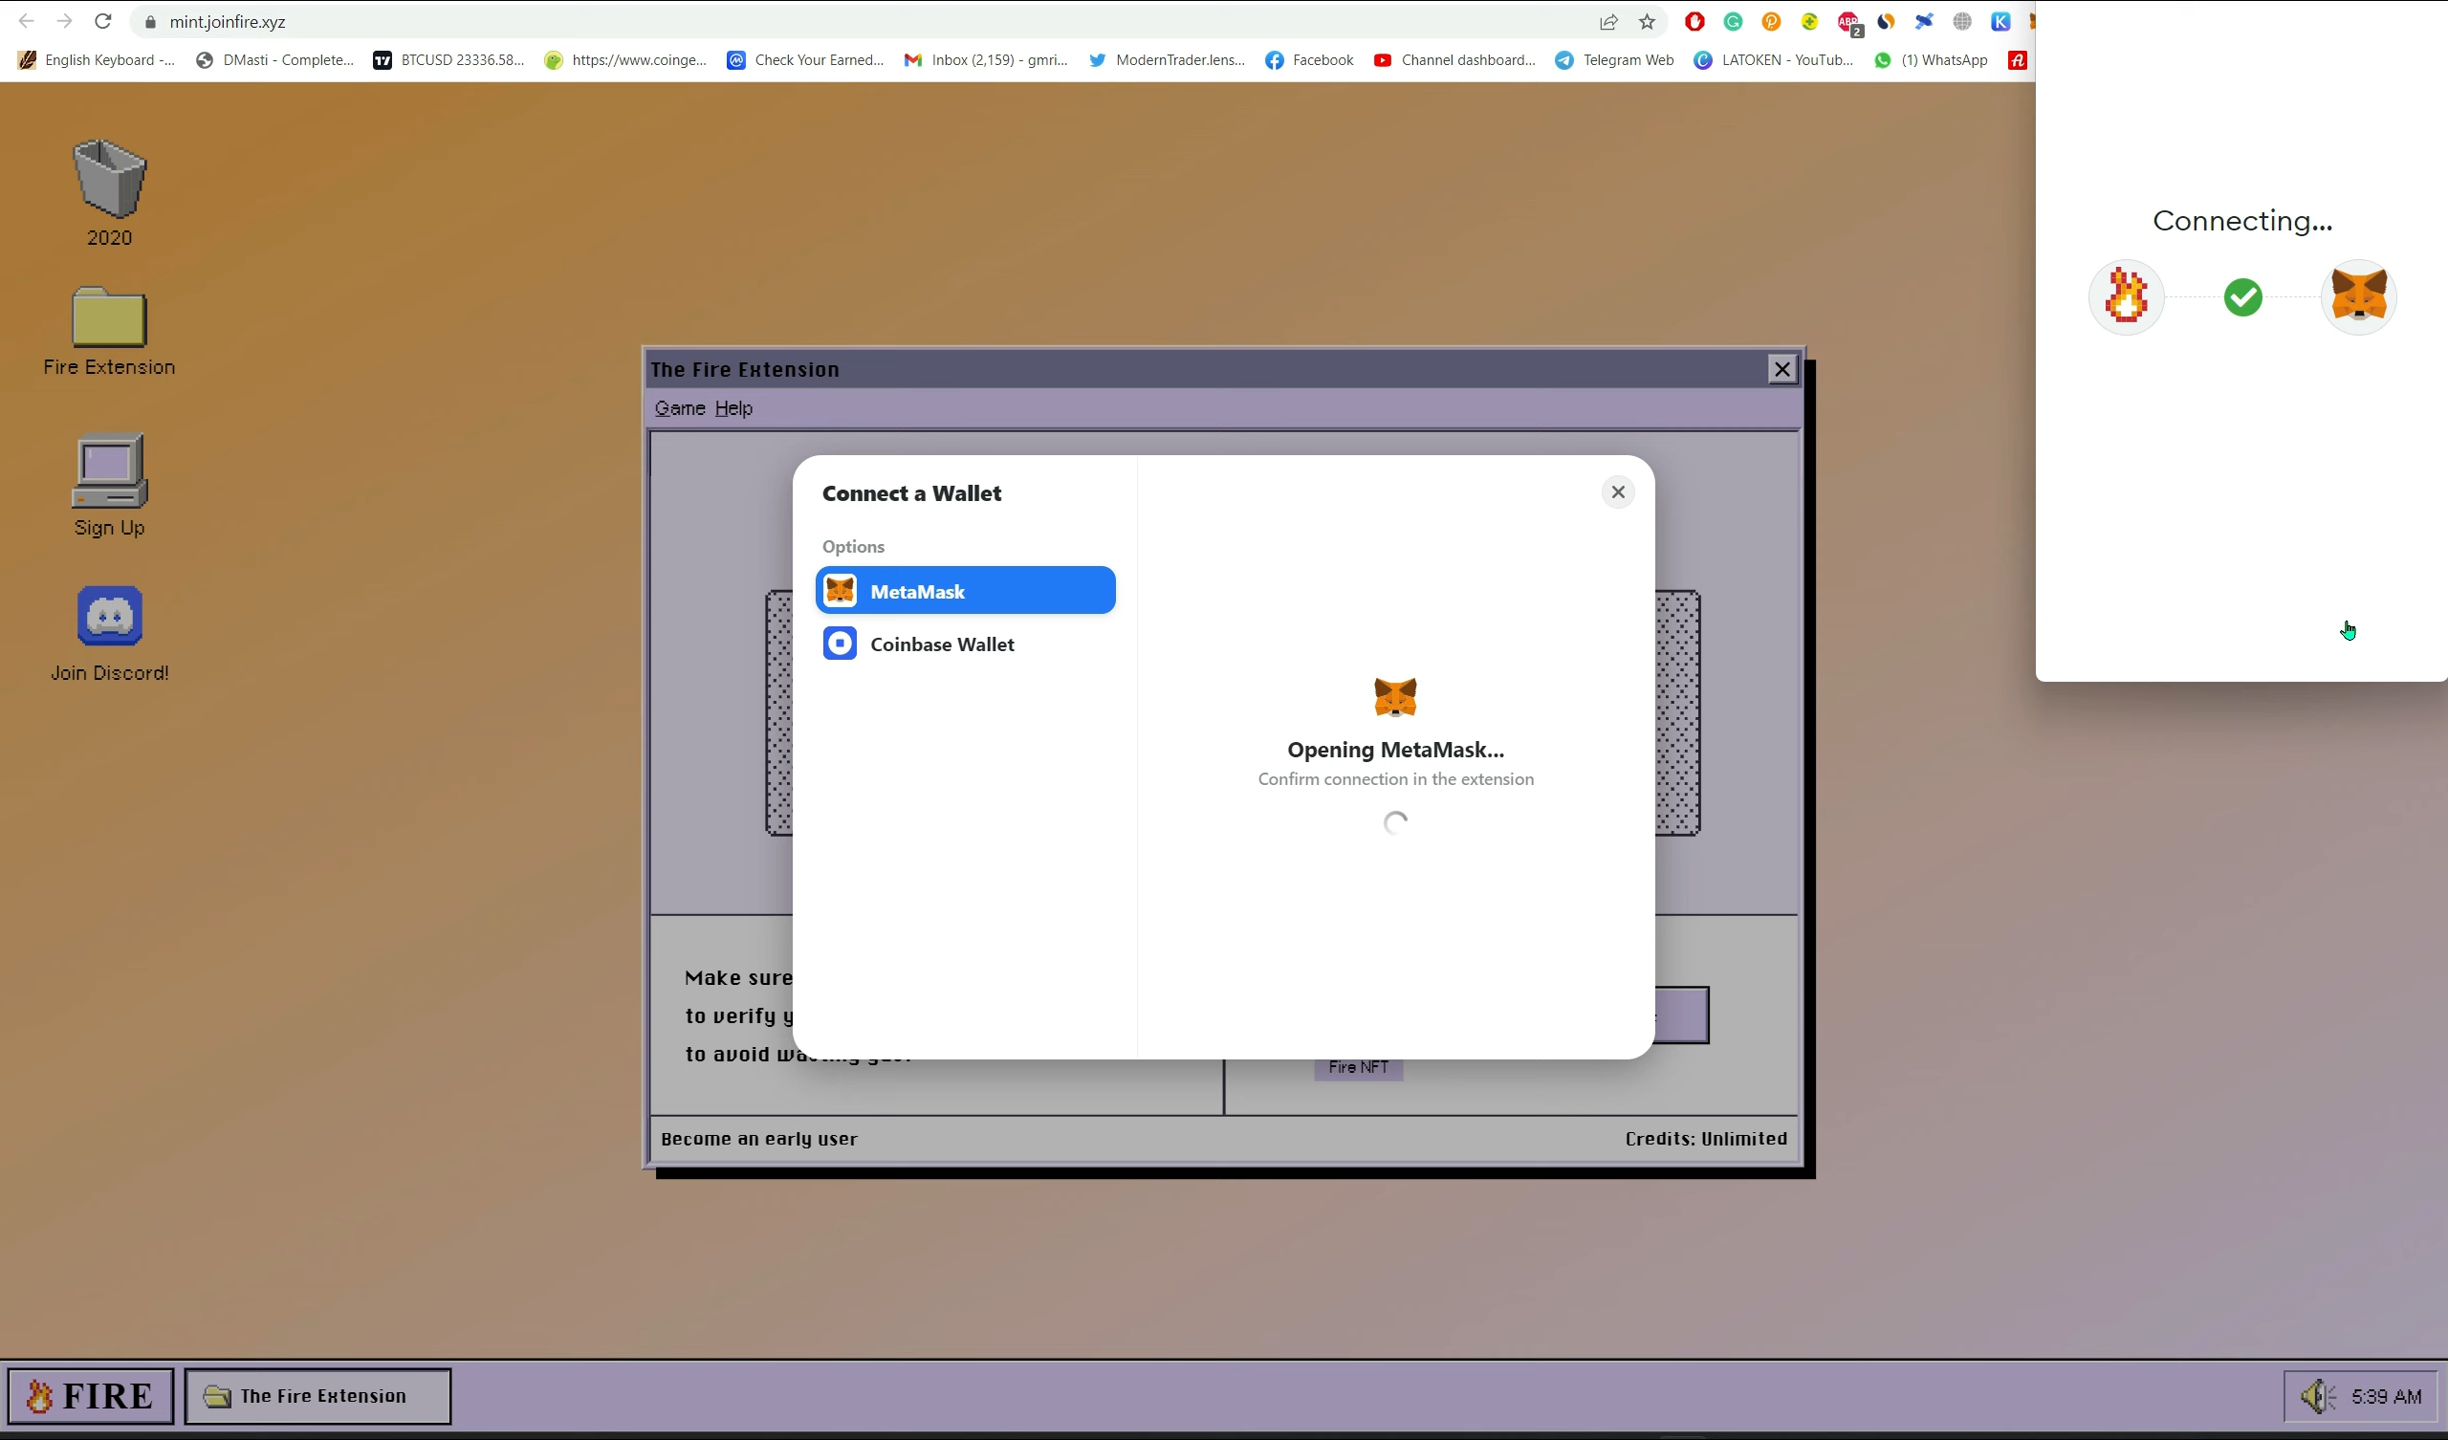 mint.joinfire.xyz
English Keyboard -...
DMasti - Complete...
BTCUSD 23336.58...
https://www.coinge...
Check Your Earned...
Inbox (2,159) - gmri...
ModernTrader.lens...
Facebook
Channel dashboard...
Telegram Web
LATOKEN - YouTub...
(1) WhatsApp
ABP
2
Connecting...
2020
Fire Extension
Sign Up
Join Discord!
The Fire Extension
Game Help
Connect a Wallet
Options
MetaMask
Coinbase Wallet
Opening MetaMask...
Confirm connection in the extension
Make sure
to verify y
to avoid
Fire NFT
Become an early user
Credits: Unlimited
FIRE
The Fire Extension
5:39 AM